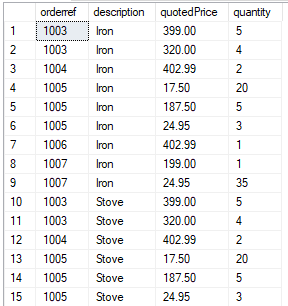 orderref description quotedPrice quantity
1 1003 Iron 399.00 5
2 1003 Iron 320.00 4
3 1004 Iron 402.99 2
4 1005 Iron 17.50 20
5 1005 Iron 187.50 5
6 1005 Iron 24.95 3
7 1006 Iron 402.99 1
8 1007 Iron 199.00 1
9 1007 Iron 24.95 35
10 1003 Stove 399.00 5
11 1003 Stove 320.00 4
12 1004 Stove 402.99 2
13 1005 Stove 17.50 20
14 1005 Stove 187.50 5
15 1005 Stove 24.95 3